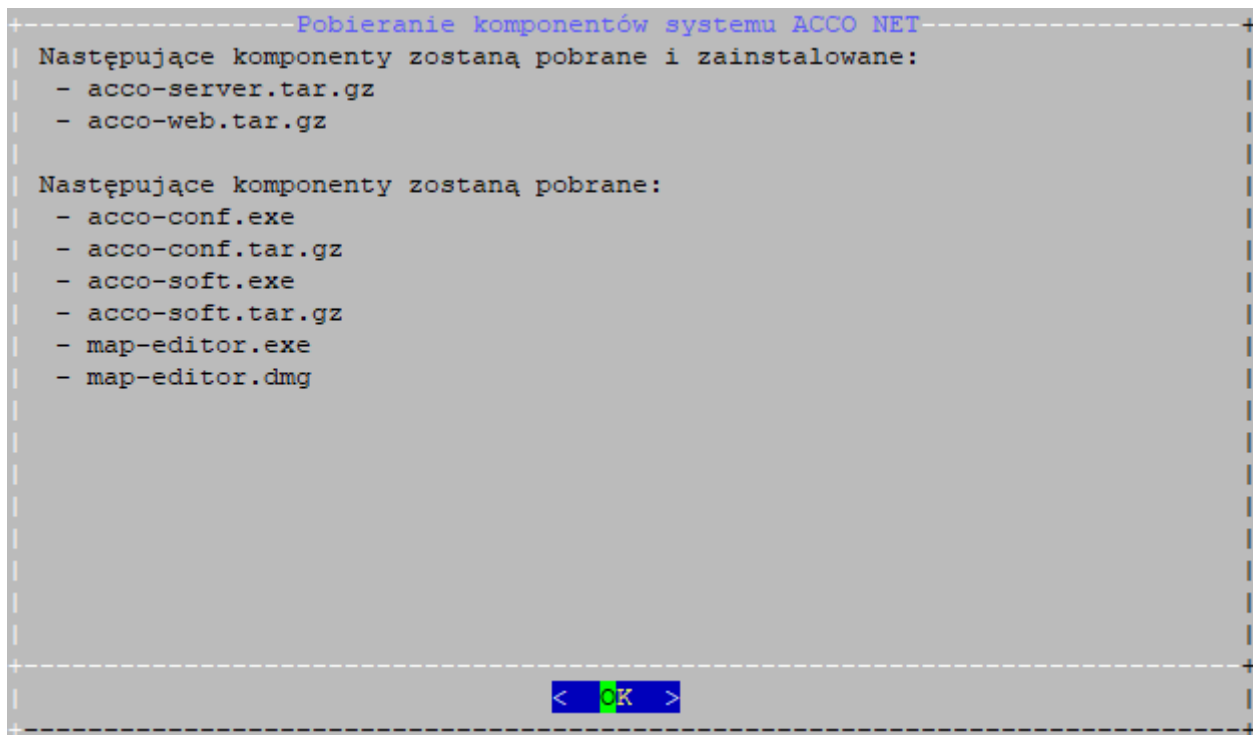 Pobieranie komponentów systemu ACCO NET
Następujące komponenty zostaną pobrane i zainstalowane:
- acco-server.tar.gz
- acco-web.tar.gz
Następujące komponenty zostaną pobrane:
- acco-conf.exe
- acco-conf.tar.gz
- acco-soft.exe
- acco-soft.tar.gz
- map-editor.exe
- map-editor.dmg
< OK >